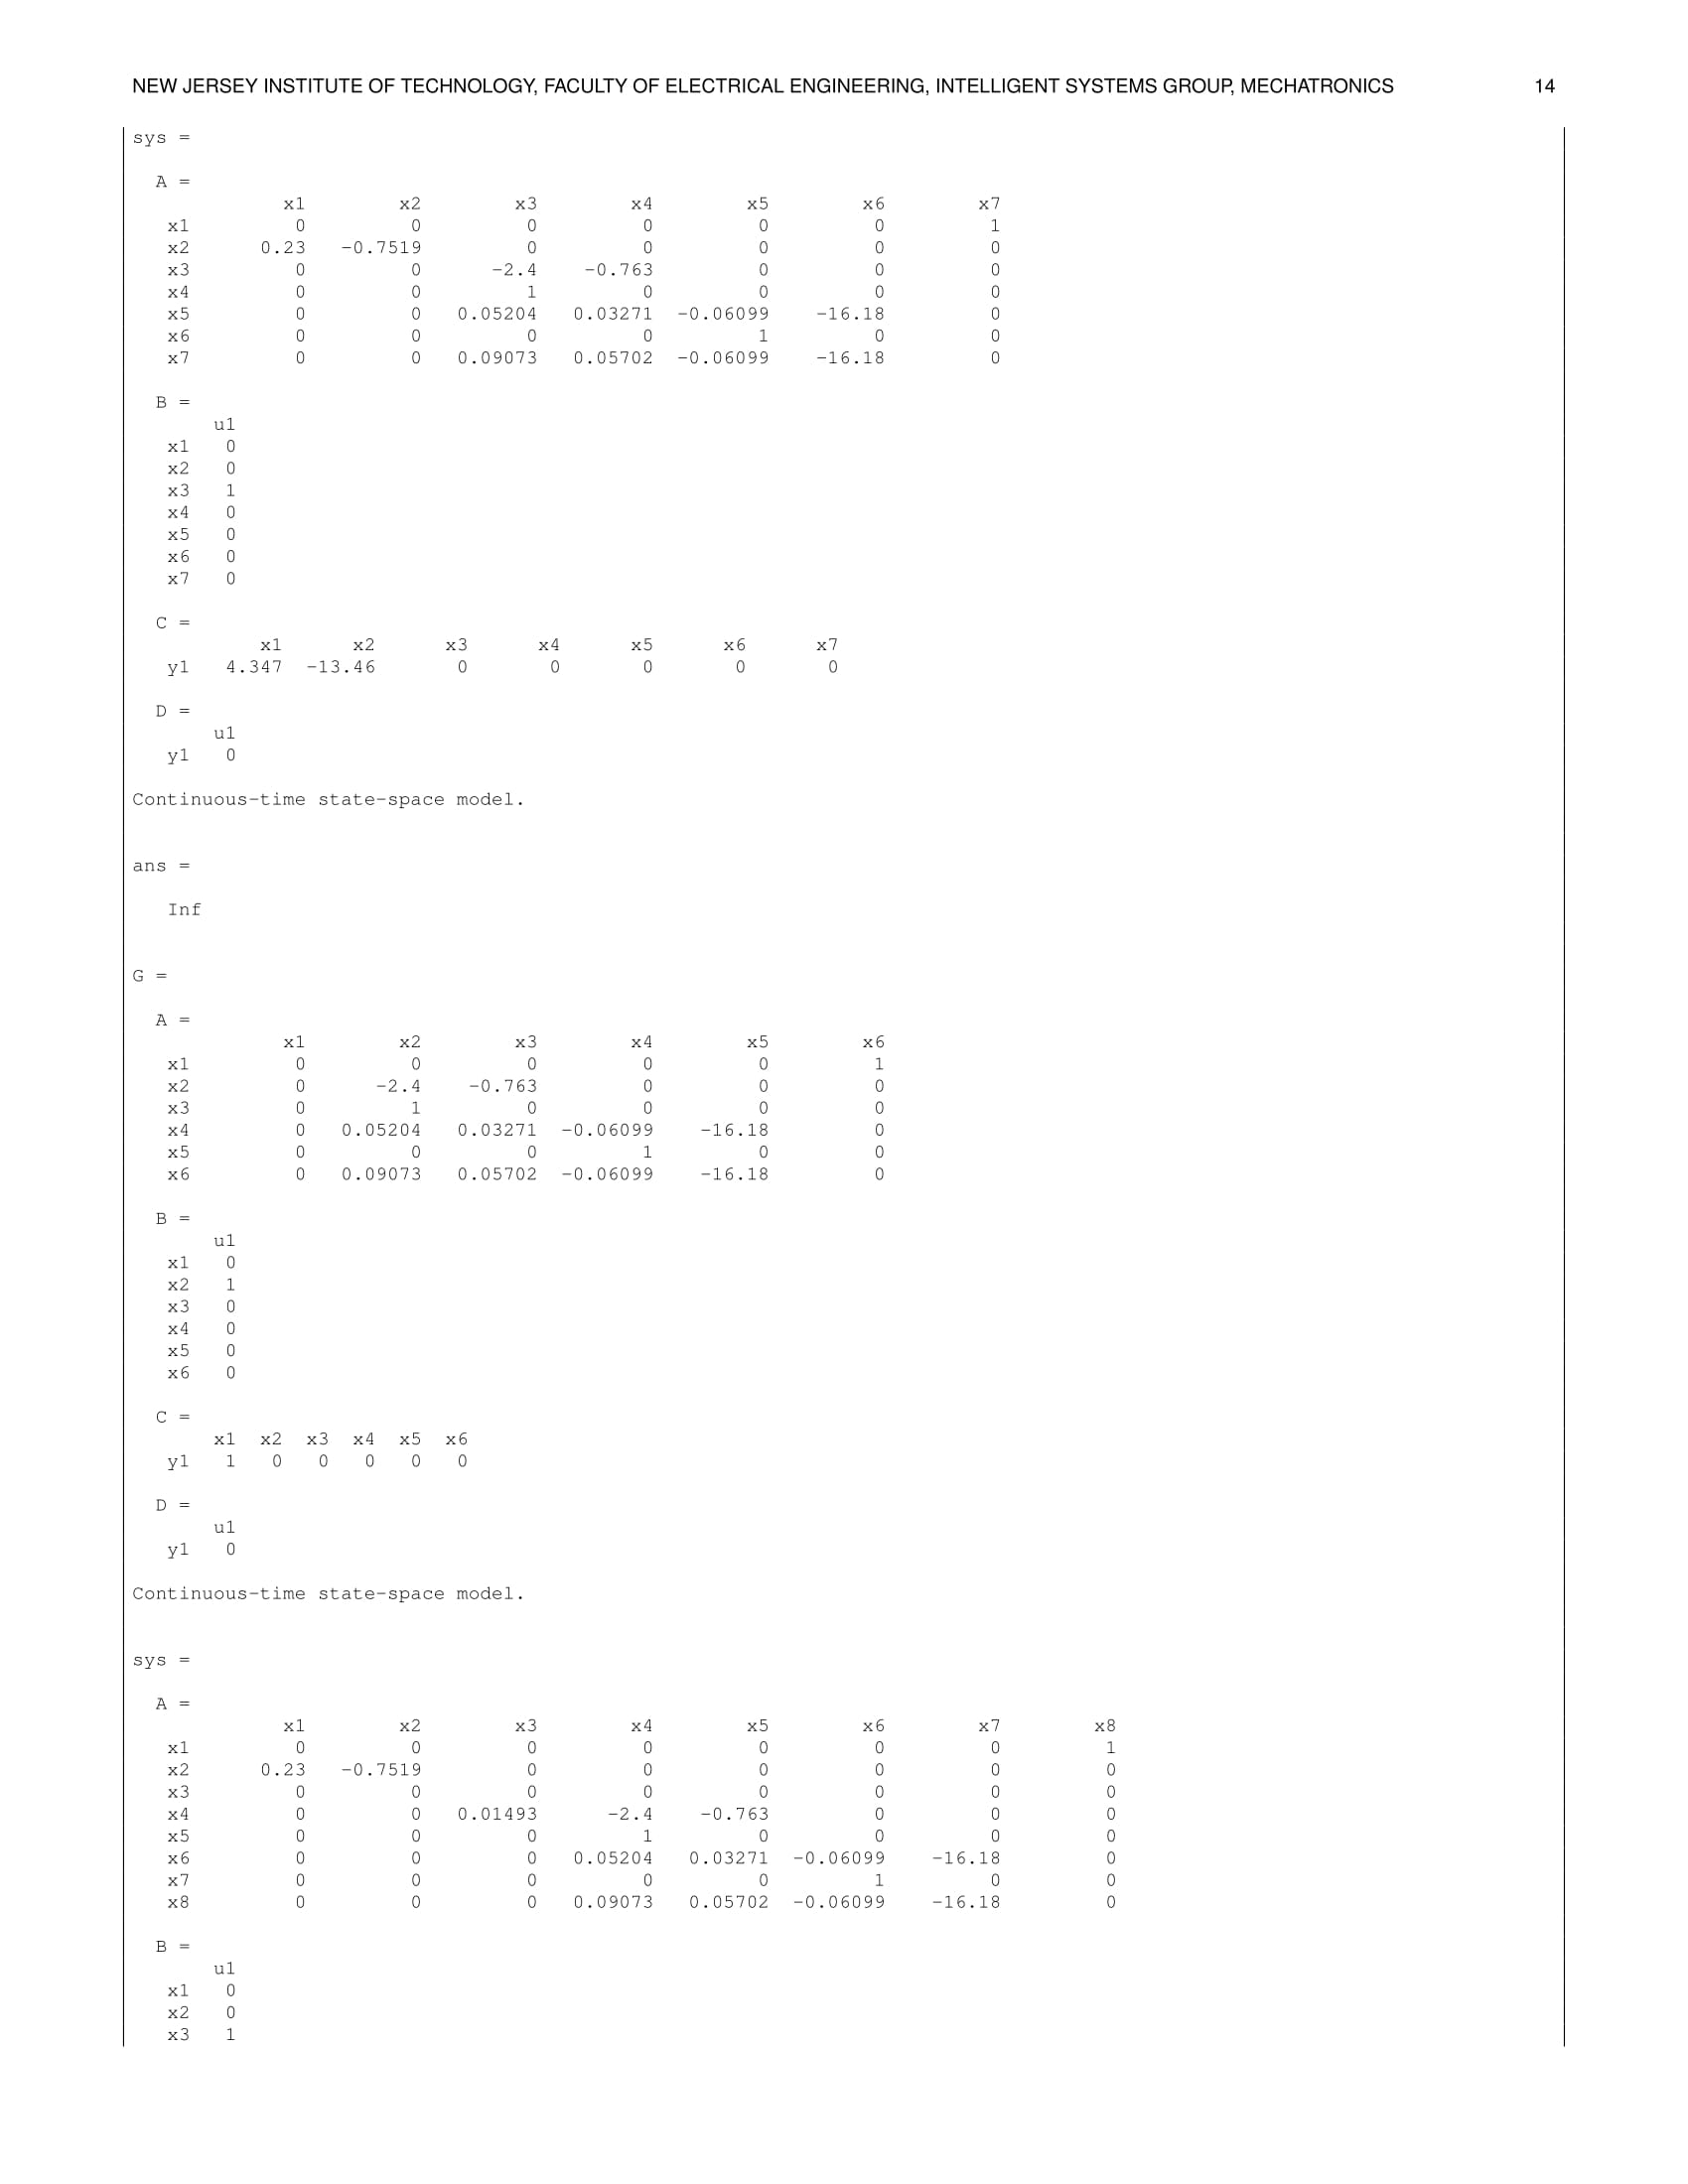 NEW JERSEY INSTITUTE OF TECHNOLOGY, FACULTY OF ELECTRICAL ENGINEERING, INTELLIGENT SYSTEMS GROUP, MECHATRONICS 14
sys =
A =
x1 x2 x3 x4 x5 x6 x7
x1 0 0 0 0 0 0 1
x2 0.23 -0.7519 0 0 0 0 0
x3 0 0 -2.4 -0.763 0 0 0
x4 0 0 1 0 0 0 0
x5 0 0 0.05204 0.03271 -0.06099 -16.18 0
x6 0 0 0 0 1 0 0
x7 0 0 0.09073 0.05702 -0.06099 -16.18 0
B =
u1
x1 0
x2 0
x3 1
x4 0
x5 0
x6 0
x7 0
C =
x1 x2 x3 x4 x5 x6 x7
y1 4.347 -13.46 0 0 0 0 0
D =
u1
y1 0
Continuous-time state-space model.
ans =
Inf
G =
A =
x1 x2 x3 x4 x5 x6
x1 0 0 0 0 0 1
x2 0 -2.4 -0.763 0 0 0
x3 0 1 0 0 0 0
x4 0 0.05204 0.03271 -0.06099 -16.18 0
x5 0 0 0 1 0 0
x6 0 0.09073 0.05702 -0.06099 -16.18 0
B =
u1
x1 0
x2 1
x3 0
x4 0
x5 0
x6 0
C =
x1 x2 x3 x4 x5 x6
y1 1 0 0 0 0 0
D =
u1
y1 0
Continuous-time state-space model.
sys =
A =
x1 x2 x3 x4 x5 x6 x7 x8
x1 0 0 0 0 0 0 0 1
x2 0.23 -0.7519 0 0 0 0 0 0
x3 0 0 0 0 0 0 0 0
x4 0 0 0.01493 -2.4 -0.763 0 0 0
x5 0 0 0 1 0 0 0 0
x6 0 0 0 0.05204 0.03271 -0.06099 -16.18 0
x7 0 0 0 0 0 1 0 0
x8 0 0 0 0.09073 0.05702 -0.06099 -16.18 0
B =
u1
x1 0
x2 0
x3 1